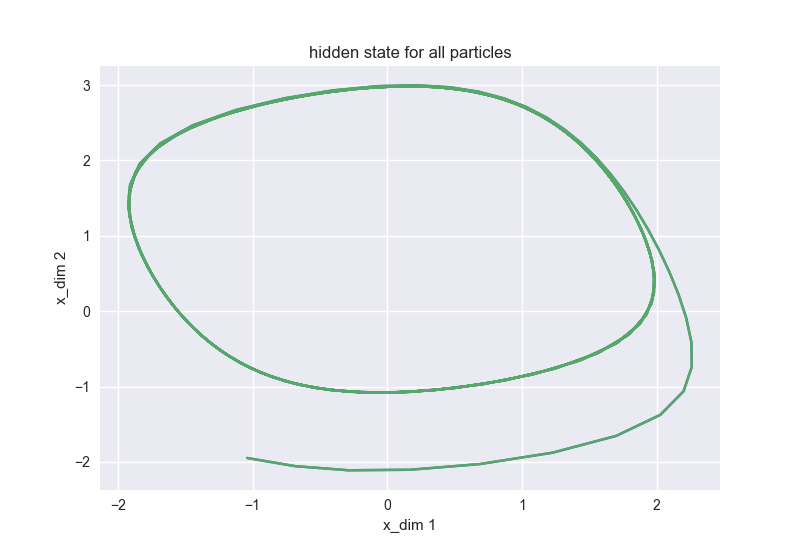 hidden state for all particles
x_dim 2
3
2
1
0
−1
−2
−2 −1 0 1 2
x_dim 1